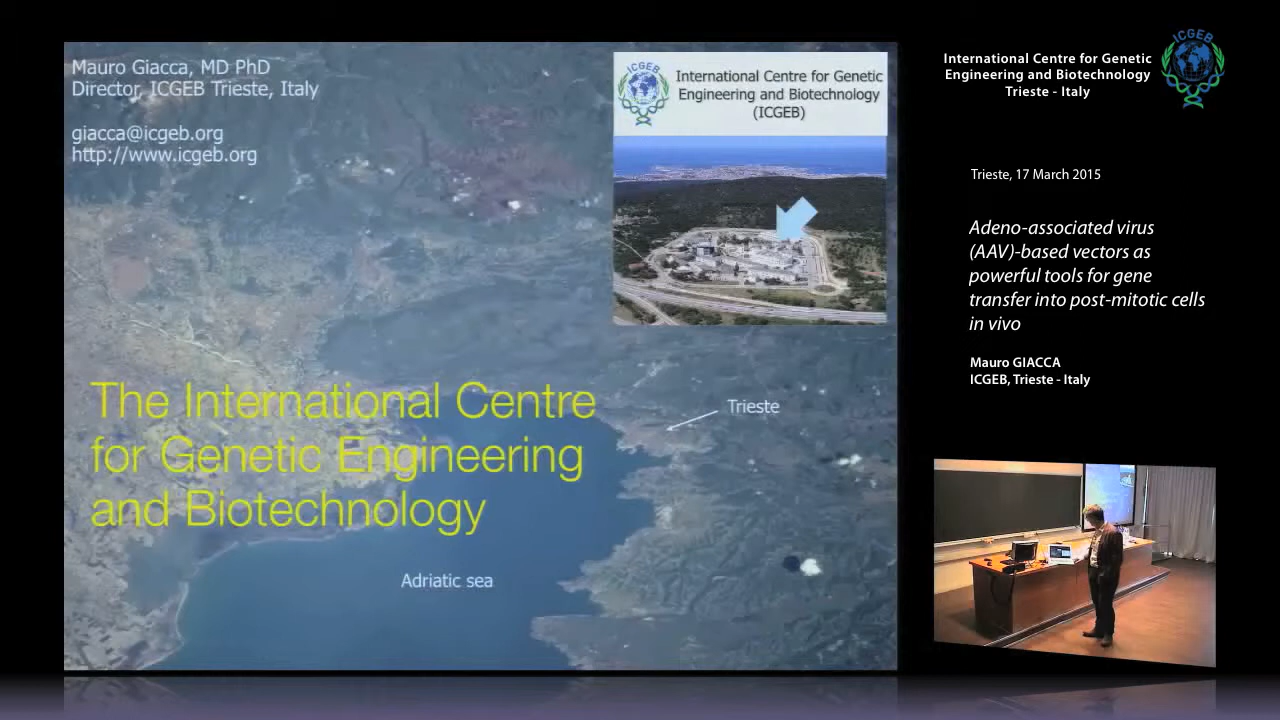 Mauro Giacca, MD PhD
Director, ICGEB Trieste, Italy
giacca@icgeb.org
http://www.icgeb.org
ICGEB
International Centre for Genetic
Engineering and Biotechnology
(ICGEB)
The International Centre
for Genetic Engineering
and Biotechnology
Trieste
Adriatic sea
International Centre for Genetic
Engineering and Biotechnology
Trieste - Italy
ICGEB
Trieste, 17 March 2015
Adeno-associated virus
(AAV)-based vectors as
powerful tools for gene
transfer into post-mitotic cells
in vivo
Mauro GIACCA
ICGEB, Trieste - Italy